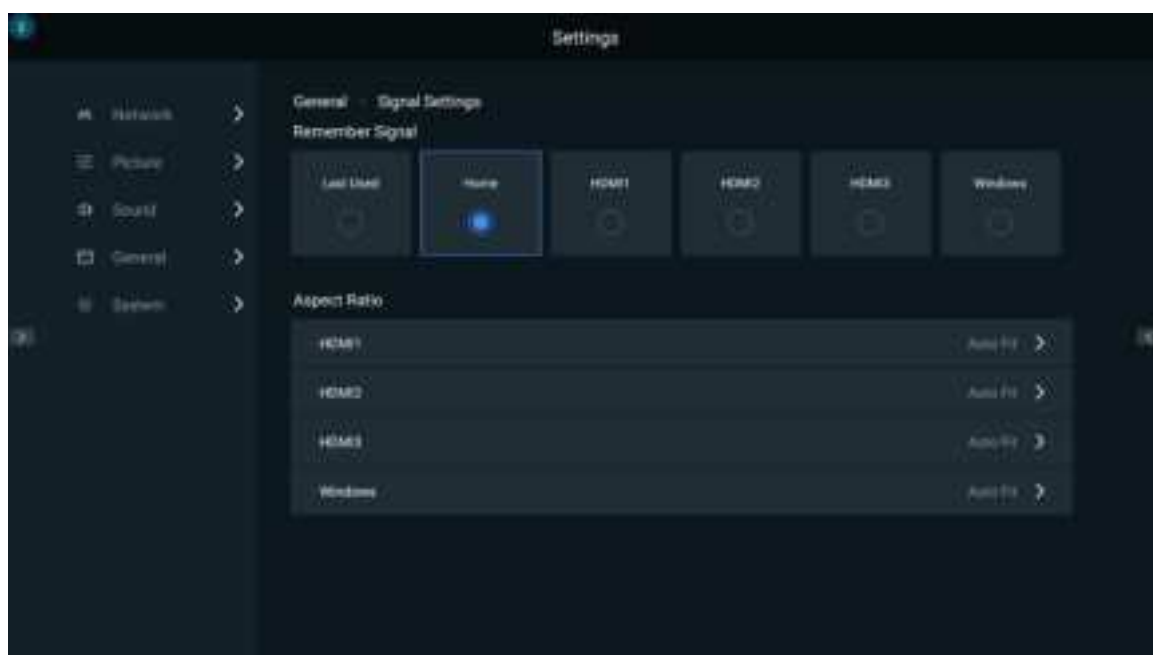 Settings
Network
Picture
Sound
General
System
General Signal Settings
Remember Signal
Last Used
Home
HDMI1
HDMI2
HDMI3
Windows
Aspect Ratio
HDMI1 Auto Fit
HDMI2 Auto Fit
HDMI3 Auto Fit
Windows Auto Fit